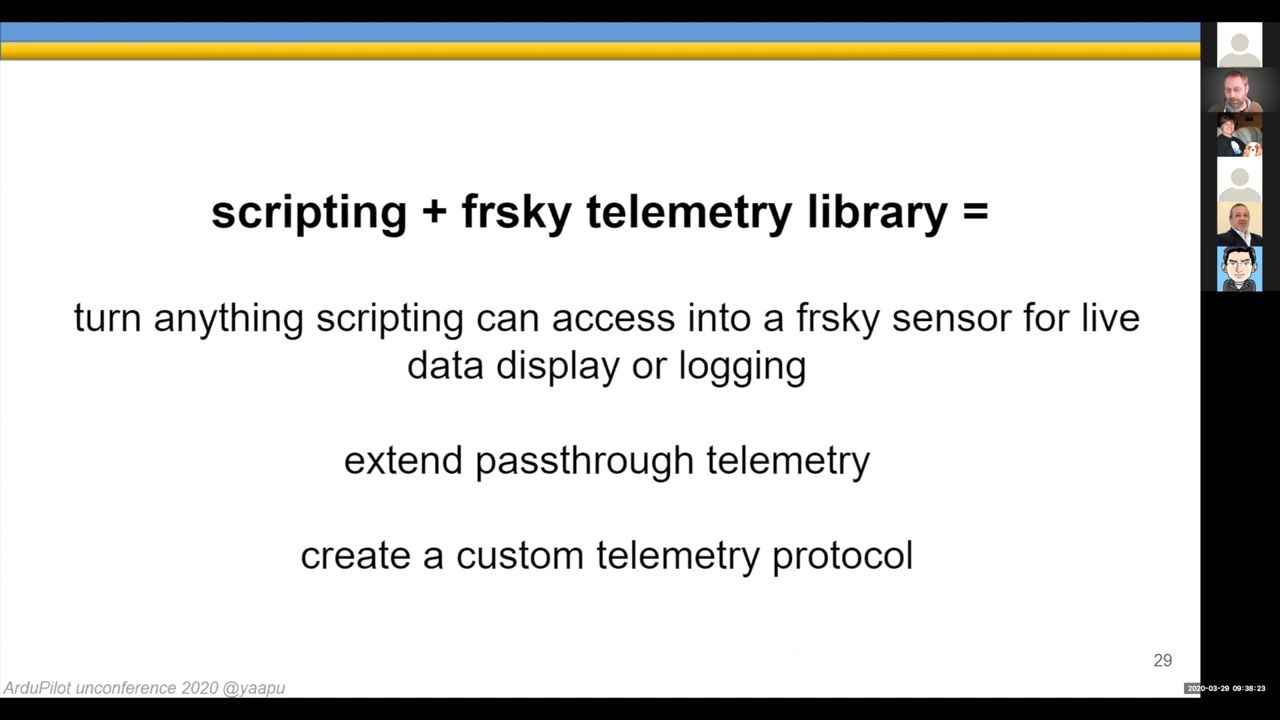 scripting + frsky telemetry library =
turn anything scripting can access into a frsky sensor for live
data display or logging
extend passthrough telemetry
create a custom telemetry protocol
29
ArduPilot unconference 2020 @yaapu
2020-03-29 09:38:23